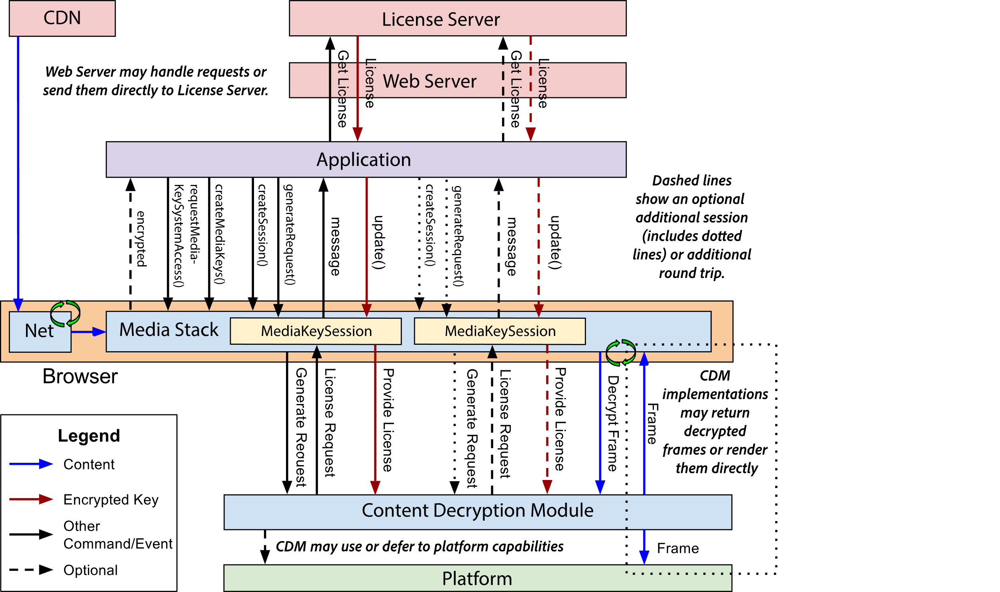 CDN
License Server
Get License
License
Get License
License
Web Server may handle requests or
send them directly to License Server.
Web Server
Application
encrypted
requestMedia-
KeySystemAccess()
createMediaKeys()
createSession()
generateRequest()
message
update()
createSession()
generateRequest()
message
update()
Dashed lines
show an optional
additional session
(includes dotted
lines) or additional
round trip.
Net
Media Stack
MediaKeySession
MediaKeySession
Browser
Generate Request
License Request
Provide License
Generate Request
License Request
Provide License
Decrypt Frame
Frame
CDM
implementations
may return
decrypted
frames or render
them directly
Legend
Content
Encrypted Key
Other
Command/Event
Optional
Content Decryption Module
CDM may use or defer to platform capabilities
Frame
Platform